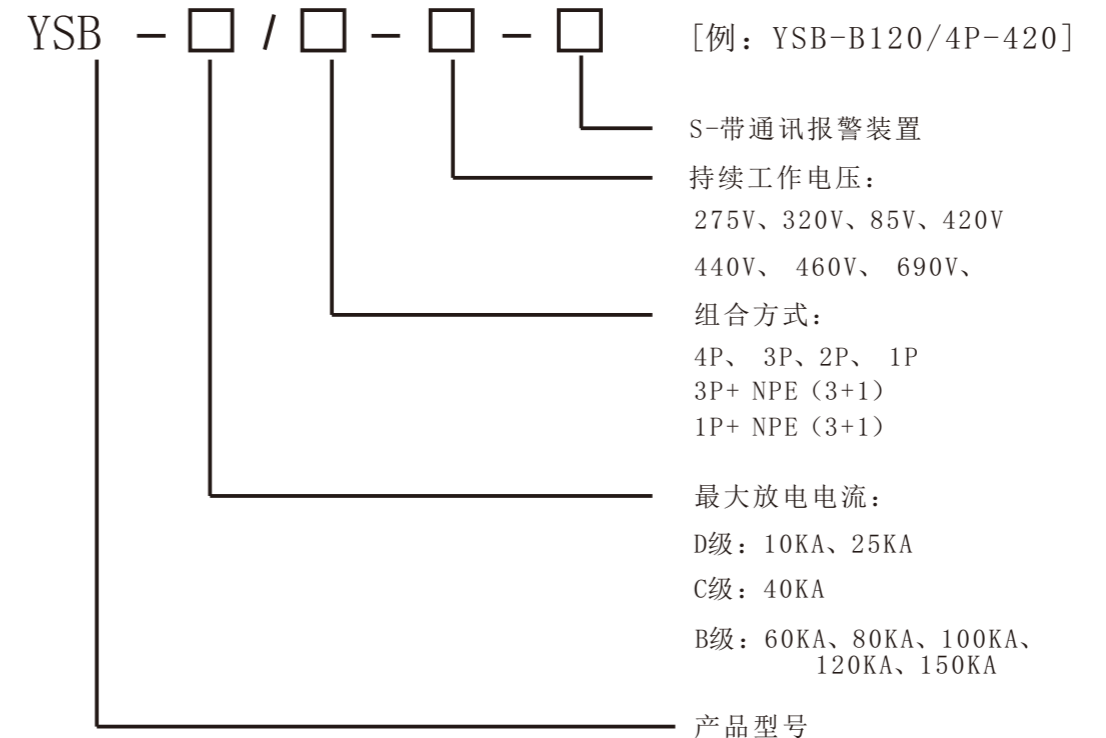 YSB － □ / □ － □ － □ [例：YSB-B120/4P-420]
S-带通讯报警装置
持续工作电压：
275V、320V、85V、420V
440V、 460V、 690V、
组合方式：
4P、 3P、2P、 1P
3P+ NPE（3+1）
1P+ NPE（3+1）
最大放电电流：
D级：10KA、25KA
C级：40KA
B级：60KA、80KA、100KA、
120KA、150KA
产品型号